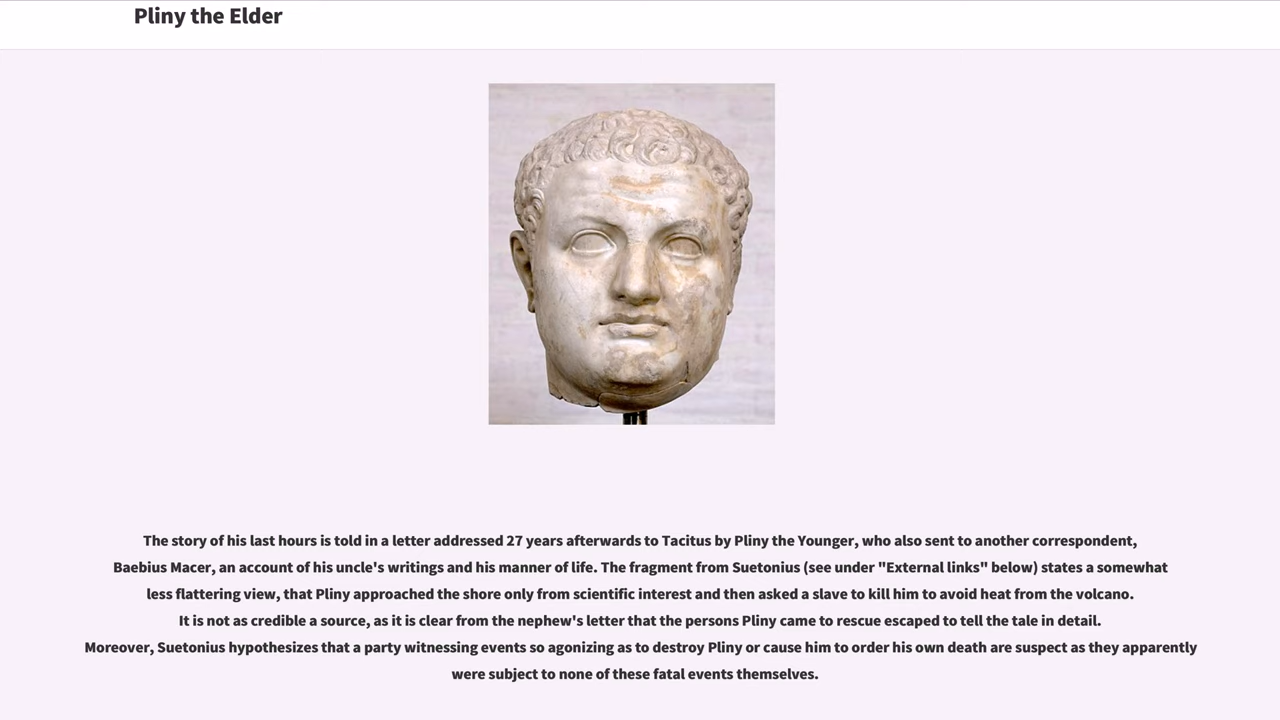 Pliny the Elder
The story of his last hours is told in a letter addressed 27 years afterwards to Tacitus by Pliny the Younger, who also sent to another correspondent,
Baebius Macer, an account of his uncle's writings and his manner of life. The fragment from Suetonius (see under "External links" below) states a somewhat
less flattering view, that Pliny approached the shore only from scientific interest and then asked a slave to kill him to avoid heat from the volcano.
It is not as credible a source, as it is clear from the nephew's letter that the persons Pliny came to rescue escaped to tell the tale in detail.
Moreover, Suetonius hypothesizes that a party witnessing events so agonizing as to destroy Pliny or cause him to order his own death are suspect as they apparently
were subject to none of these fatal events themselves.